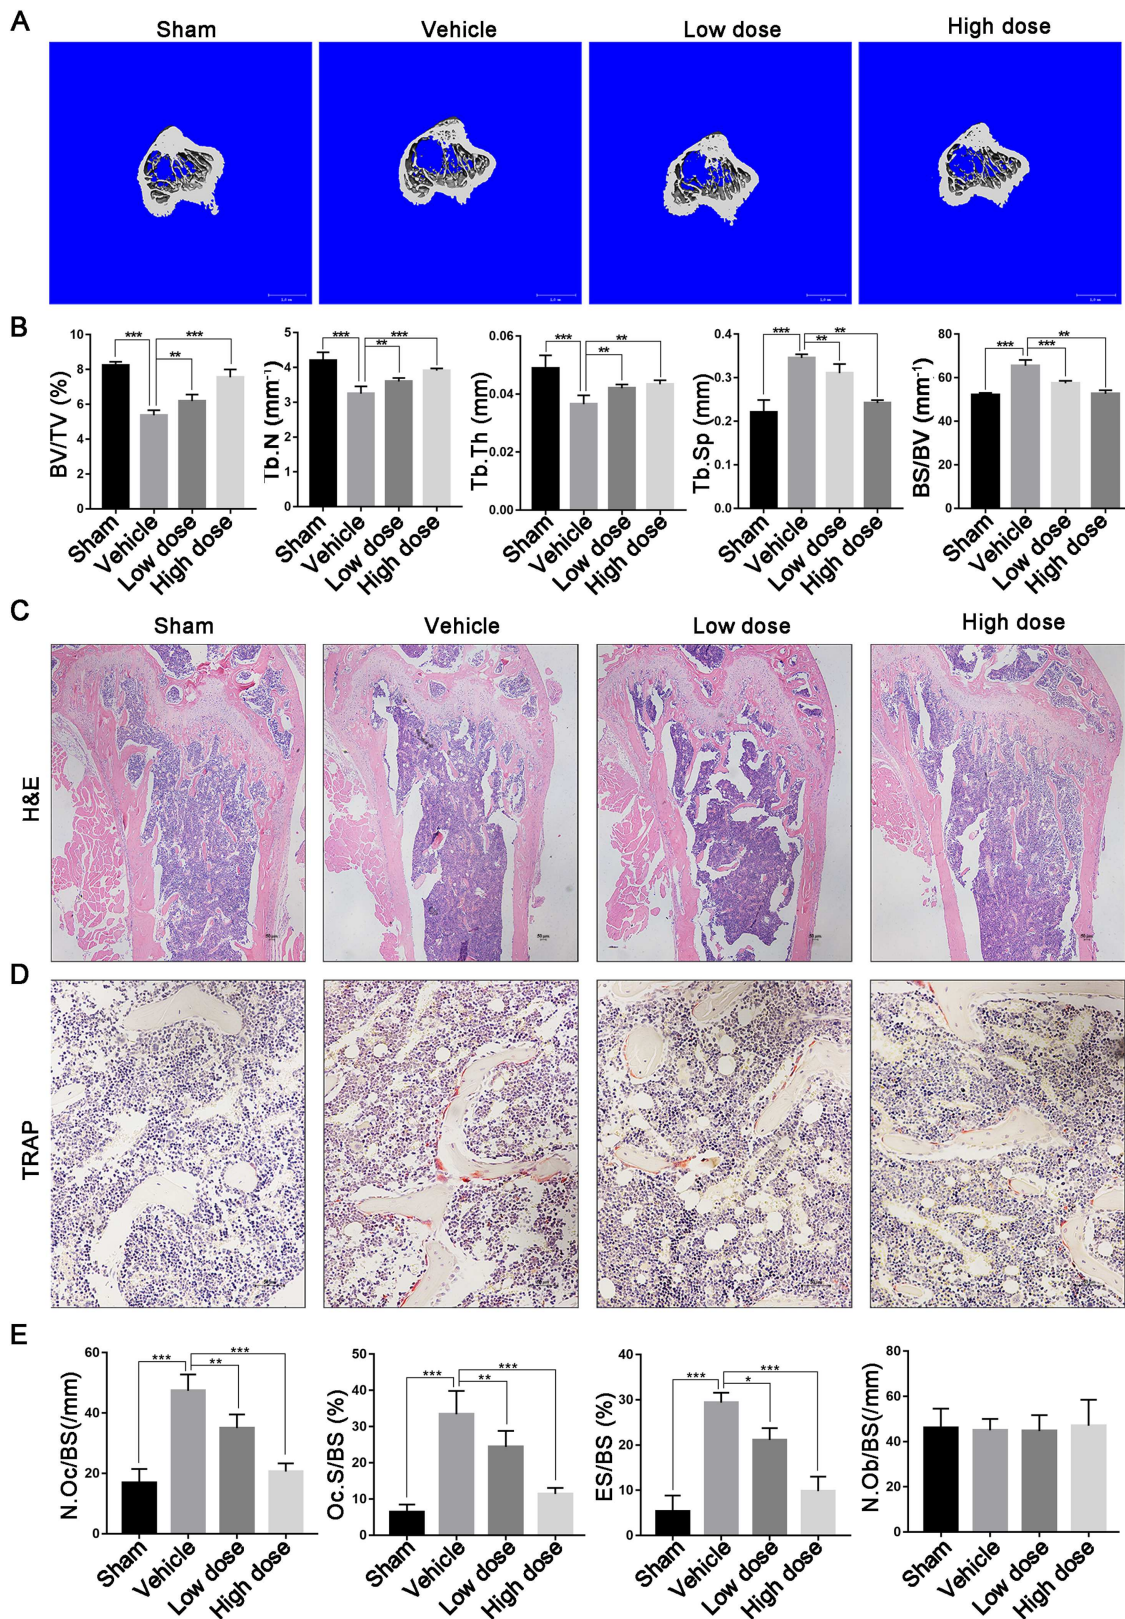 A
Sham Vehicle Low dose High dose
B
BV/TV (%)
10
8
6
4
2
0
*** *** **
Sham Vehicle Low dose High dose
Tb.N (mm⁻¹)
5
4
3
2
1
0
*** *** **
Sham Vehicle Low dose High dose
Tb.Th (mm)
0.06
0.04
0.02
0.00
*** ** **
Sham Vehicle Low dose High dose
Tb.Sp (mm)
0.4
0.3
0.2
0.1
0.0
*** ** **
Sham Vehicle Low dose High dose
BS/BV (mm)
80
60
40
20
0
** *** ***
Sham Vehicle Low dose High dose
C
Sham Vehicle Low dose High dose
H&E
D
TRAP
E
N.Oc/BS(/mm)
60
40
20
0
*** *** **
Sham Vehicle Low dose High dose
Oc.S/BS (%)
40
30
20
10
0
*** *** **
Sham Vehicle Low dose High dose
ES/BS (%)
40
30
20
10
0
*** *** *
Sham Vehicle Low dose High dose
N.Ob/BS(/mm)
80
60
40
20
0
Sham Vehicle Low dose High dose